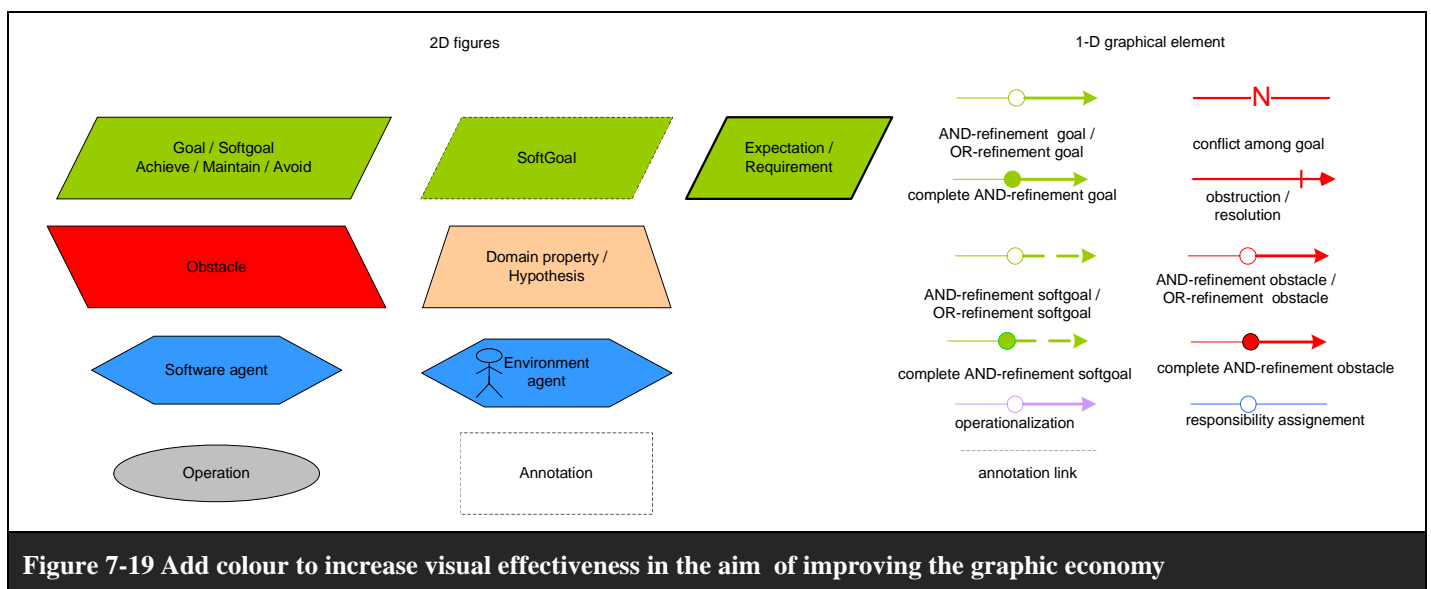 2D figures
1-D graphical element
Goal / Softgoal
Achieve / Maintain / Avoid
SoftGoal
Expectation /
Requirement
Obstacle
Domain property /
Hypothesis
Software agent
Environment
agent
Operation
Annotation
AND-refinement goal /
OR-refinement goal
N
conflict among goal
complete AND-refinement goal
obstruction /
resolution
AND-refinement softgoal /
OR-refinement softgoal
AND-refinement obstacle /
OR-refinement obstacle
complete AND-refinement softgoal
complete AND-refinement obstacle
operationalization
responsibility assignement
annotation link
Figure 7-19 Add colour to increase visual effectiveness in the aim of improving the graphic economy